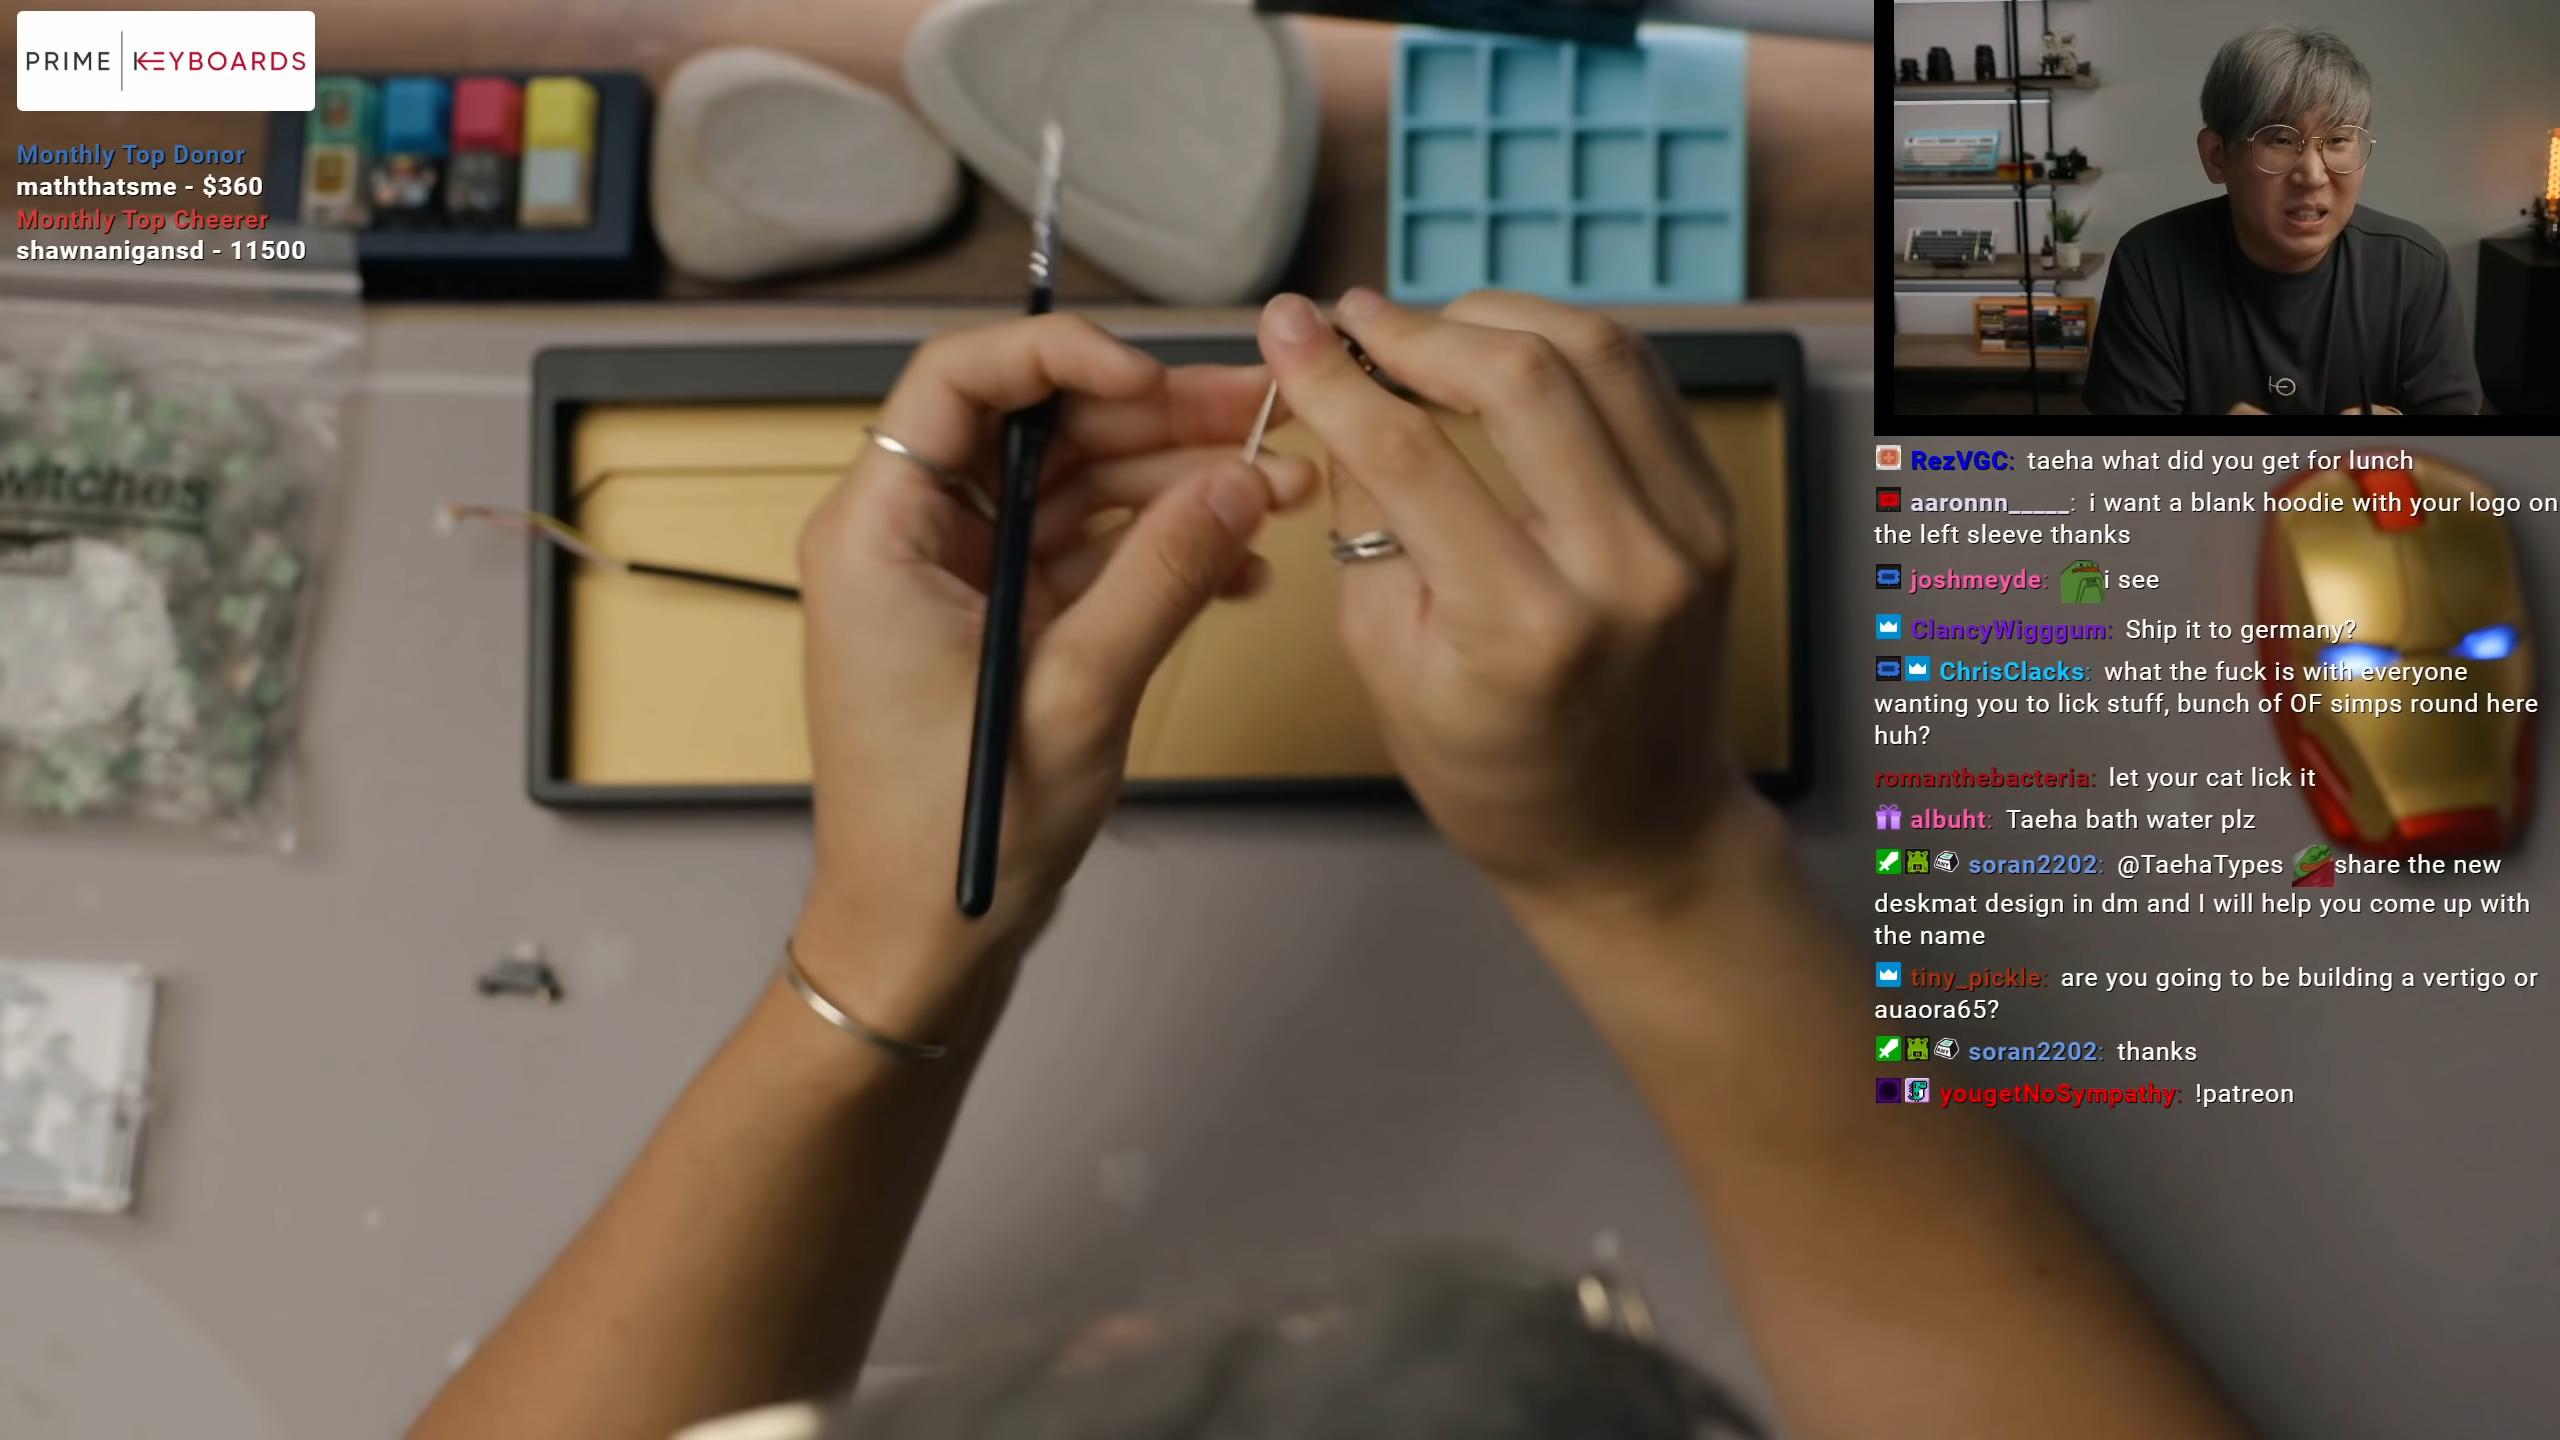 PRIME | KEYBOARDS
Monthly Top Donor
maththatsme - $360
Monthly Top Cheerer
shawnanigansd - 11500
witches
RezVGC: taeha what did you get for lunch
aaronnn_____: i want a blank hoodie with your logo on
the left sleeve thanks
joshmeyde: i see
ClancyWigggum: Ship it to germany?
ChrisClacks: what the fuck is with everyone
wanting you to lick stuff, bunch of OF simps round here
huh?
romanthebacteria: let your cat lick it
albuht: Taeha bath water plz
soran2202: @TaehaTypes share the new
deskmat design in dm and I will help you come up with
the name
tiny_pickle: are you going to be building a vertigo or
auaora65?
soran2202: thanks
yougetNoSympathy: !patreon